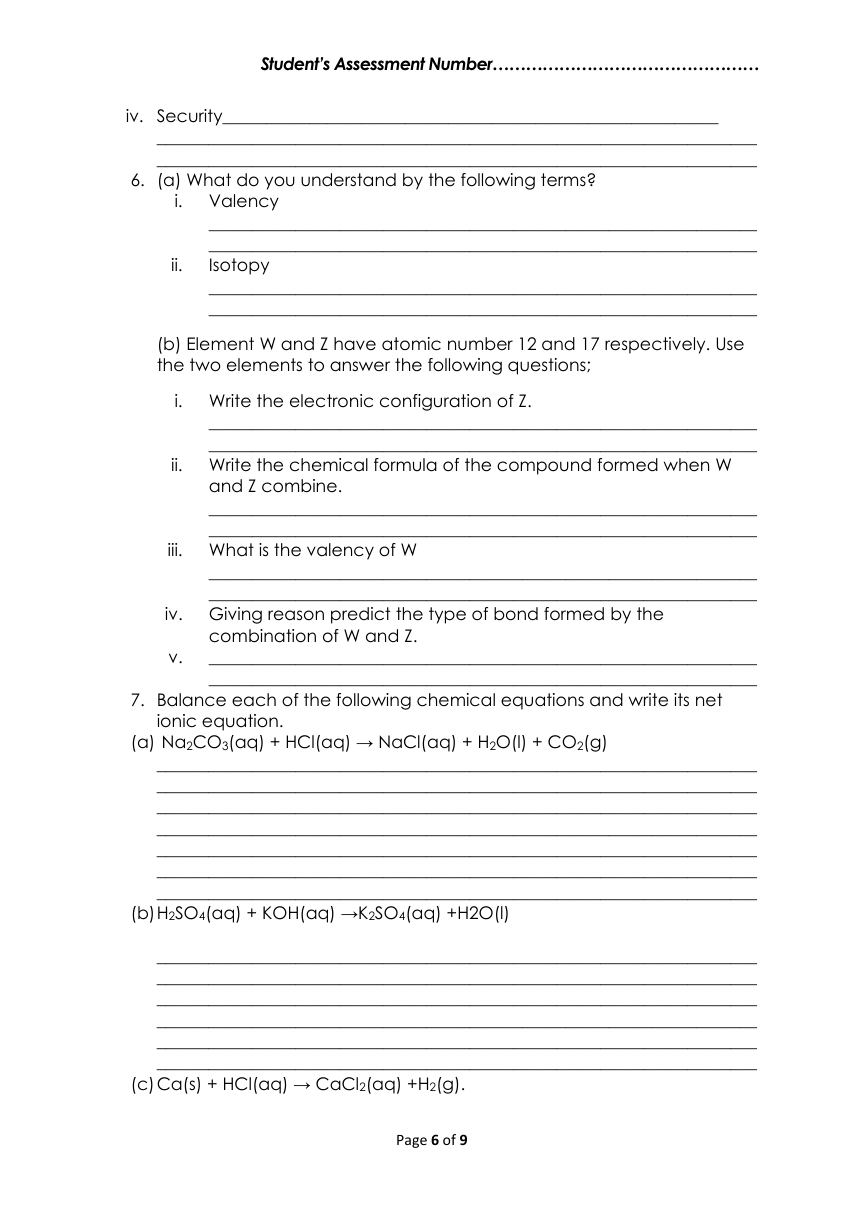 Student's Assessment Number…………………………………………
iv. Security_______________________________________________________
6. (a) What do you understand by the following terms?
i. Valency
ii. Isotopy
(b) Element W and Z have atomic number 12 and 17 respectively. Use
the two elements to answer the following questions;
i. Write the electronic configuration of Z.
ii. Write the chemical formula of the compound formed when W
and Z combine.
iii. What is the valency of W
iv. Giving reason predict the type of bond formed by the
combination of W and Z.
v.
7. Balance each of the following chemical equations and write its net
ionic equation.
(a) Na₂CO₃(aq) + HCl(aq) → NaCl(aq) + H₂O(l) + CO₂(g)
(b) H₂SO₄(aq) + KOH(aq) →K₂SO₄(aq) +H2O(l)
(c) Ca(s) + HCl(aq) → CaCl₂(aq) +H₂(g).
Page 6 of 9